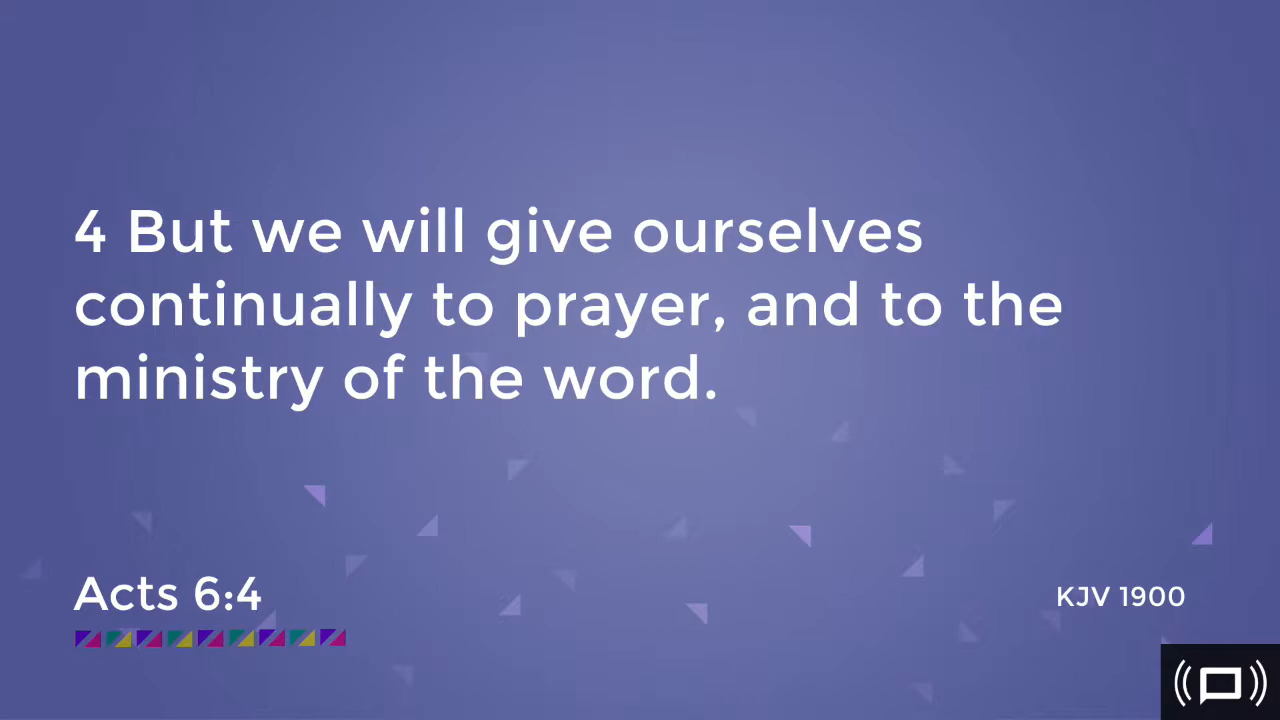 4 But we will give ourselves
continually to prayer, and to the
ministry of the word.
Acts 6:4
KJV 1900